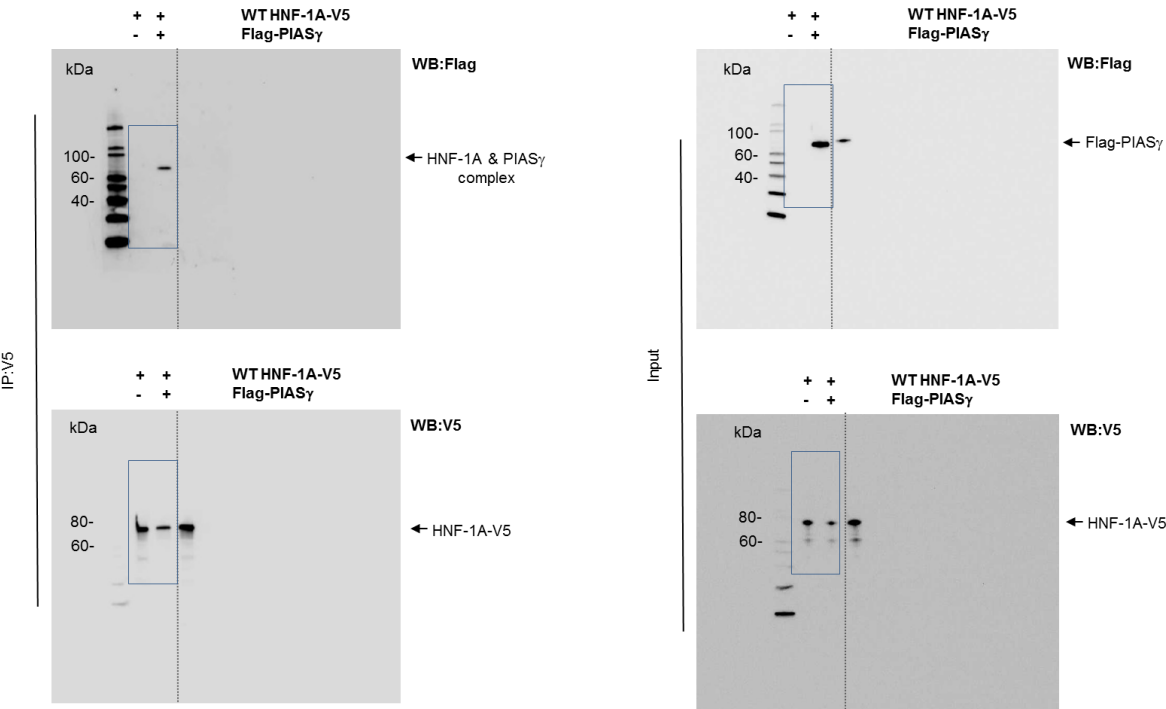 + + WT HNF-1A-V5
- + Flag-PIASγ
kDa
WB:Flag
100-
60-
40-
HNF-1A & PIASγ
complex
+ + WT HNF-1A-V5
- + Flag-PIASγ
kDa
WB:V5
80-
60-
HNF-1A-V5
IP:V5
+ + WT HNF-1A-V5
- + Flag-PIASγ
kDa
WB:Flag
100-
60-
40-
Flag-PIASγ
+ + WT HNF-1A-V5
- + Flag-PIASγ
kDa
WB:V5
80-
60-
HNF-1A-V5
Input